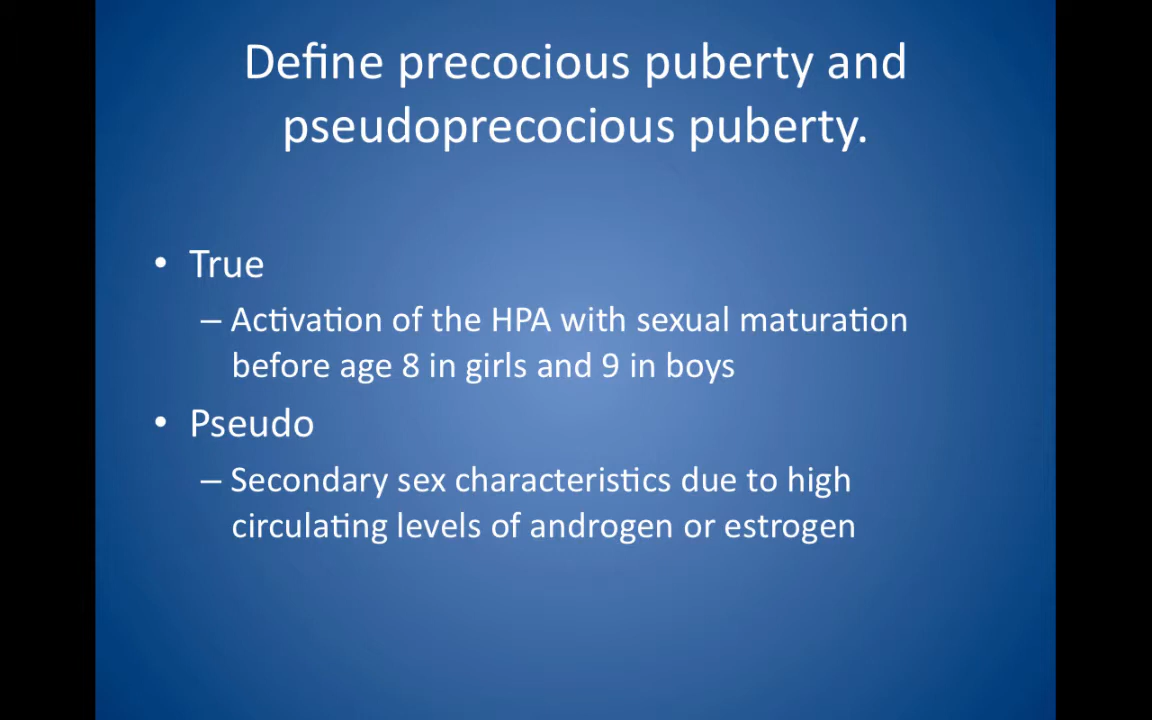 Define precocious puberty and
pseudoprecocious puberty.
• True
– Activation of the HPA with sexual maturation
before age 8 in girls and 9 in boys
• Pseudo
– Secondary sex characteristics due to high
circulating levels of androgen or estrogen